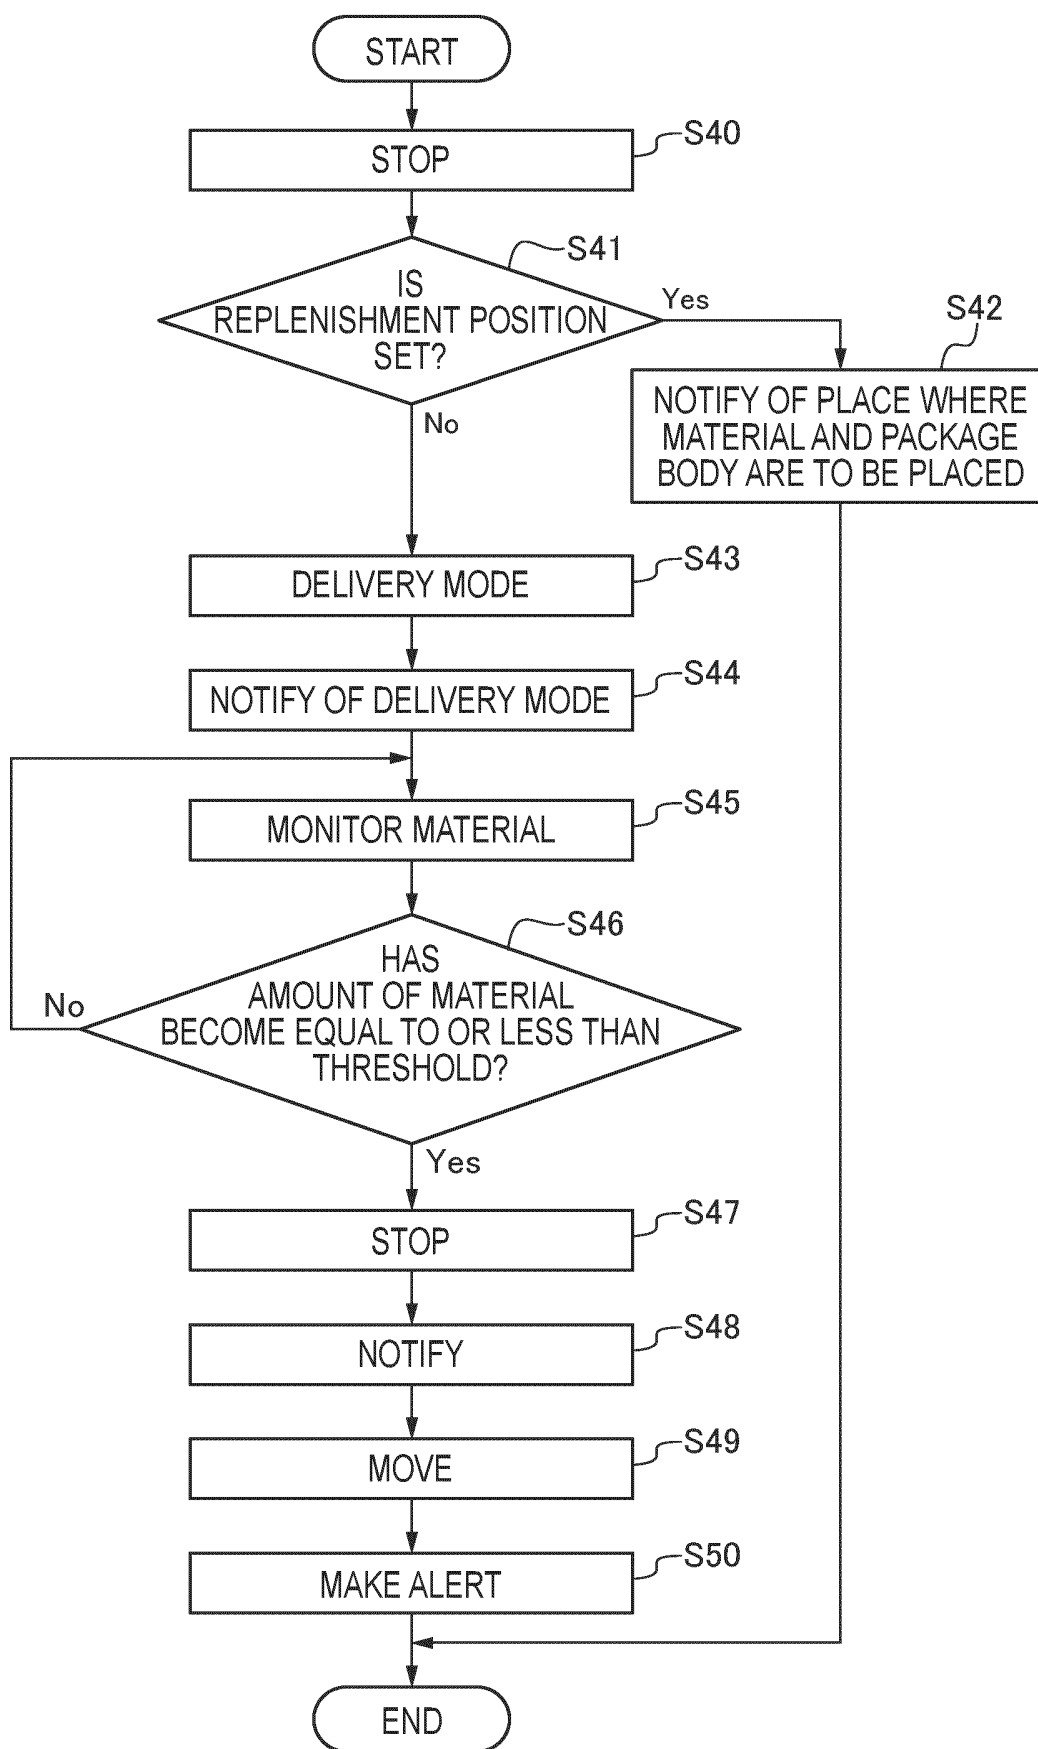 START
S40
STOP
S41
IS
REPLENISHMENT POSITION
SET?
Yes
No
S42
NOTIFY OF PLACE WHERE
MATERIAL AND PACKAGE
BODY ARE TO BE PLACED
S43
DELIVERY MODE
S44
NOTIFY OF DELIVERY MODE
S45
MONITOR MATERIAL
S46
HAS
AMOUNT OF MATERIAL
BECOME EQUAL TO OR LESS THAN
THRESHOLD?
No
Yes
S47
STOP
S48
NOTIFY
S49
MOVE
S50
MAKE ALERT
END